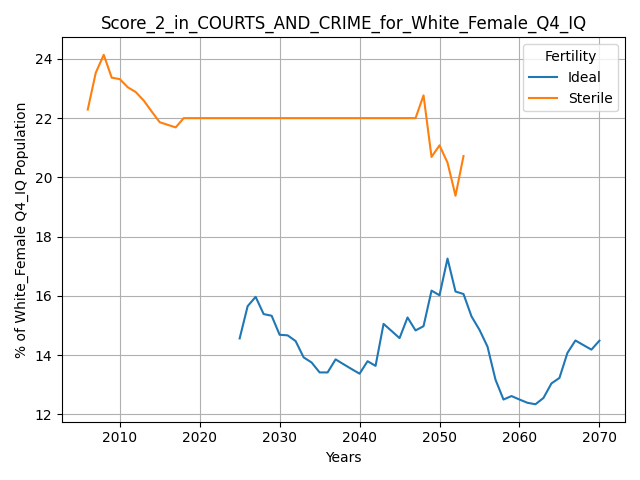 Score_2_in_COURTS_AND_CRIME_for_White_Female_Q4_IQ
Fertility
Ideal
Sterile
% of White_Female Q4_IQ Population
24
22
20
18
16
14
12
2010 2020 2030 2040 2050 2060 2070
Years